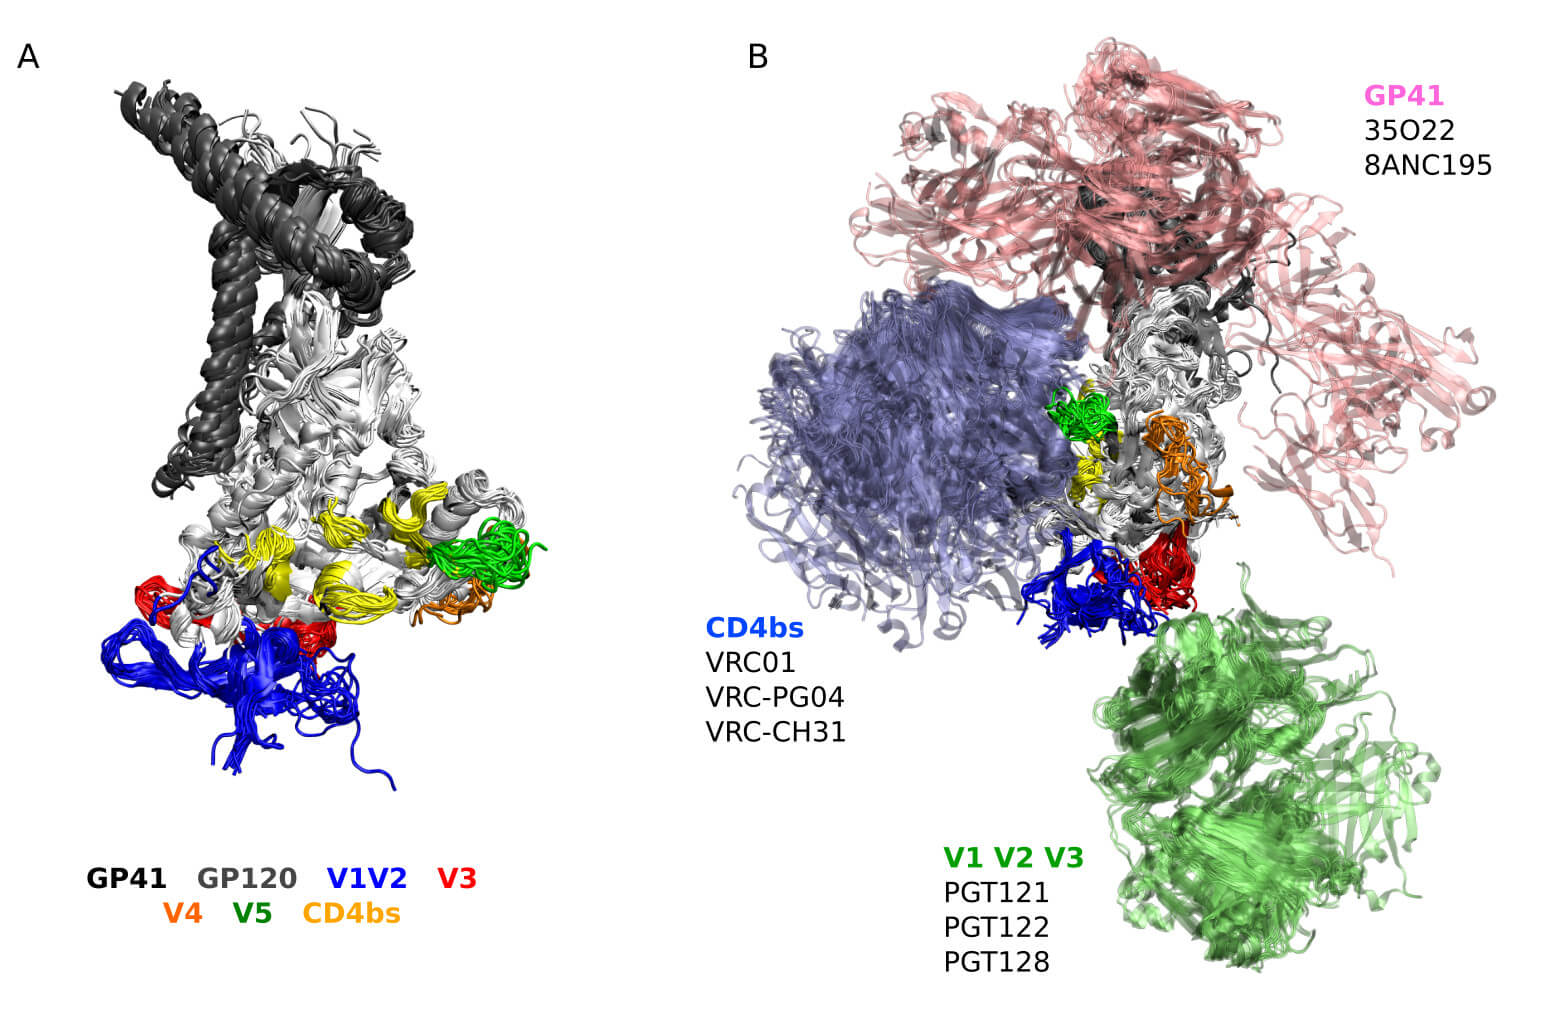 A
B
GP41
35O22
8ANC195
CD4bs
VRC01
VRC-PG04
VRC-CH31
V1 V2 V3
PGT121
PGT122
PGT128
GP41 GP120 V1V2 V3
V4 V5 CD4bs